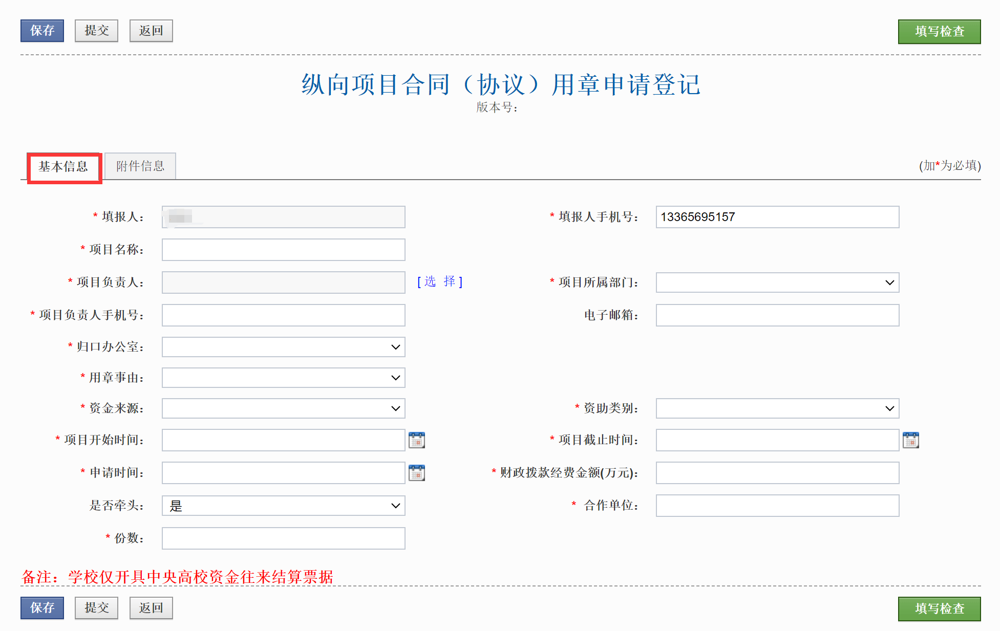 保存 提交 返回 填写检查
纵向项目合同（协议）用章申请登记
版本号：
基本信息 附件信息 (加*为必填)
* 填报人： * 填报人手机号： 13365695157
* 项目名称：
* 项目负责人： [选 择] * 项目所属部门：
* 项目负责人手机号： 电子邮箱：
* 归口办公室：
* 用章事由：
* 资金来源： * 资助类别：
* 项目开始时间： * 项目截止时间：
* 申请时间： * 财政拨款经费金额(万元)：
是否牵头： 是 * 合作单位：
* 份数：
备注：学校仅开具中央高校资金往来结算票据
保存 提交 返回 填写检查